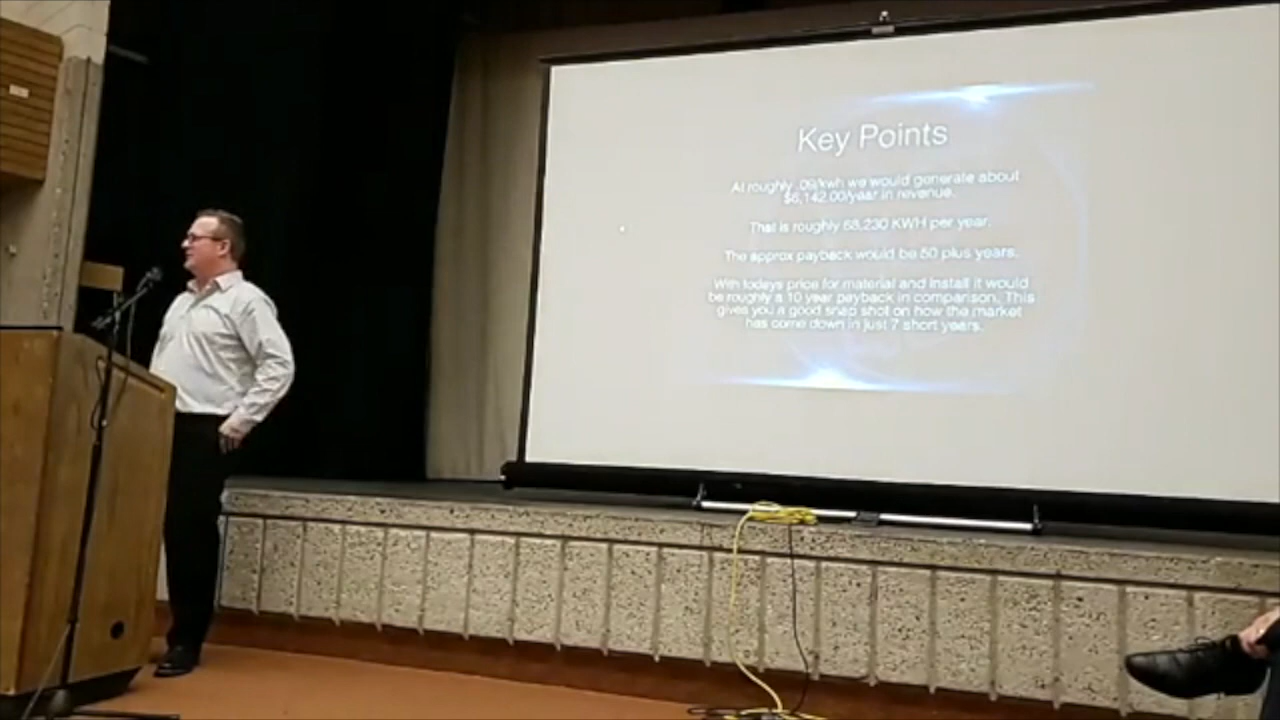 Key Points
At roughly .09/kwh we would generate about
$6,142.00/year in revenue.
That is roughly 68,230 KWH per year.
The approx payback would be 50 plus years.
With todays price for material and install it would
be roughly a 10 year payback in comparison. This
gives you a good snap shot on how the market
has come down in just 7 short years.